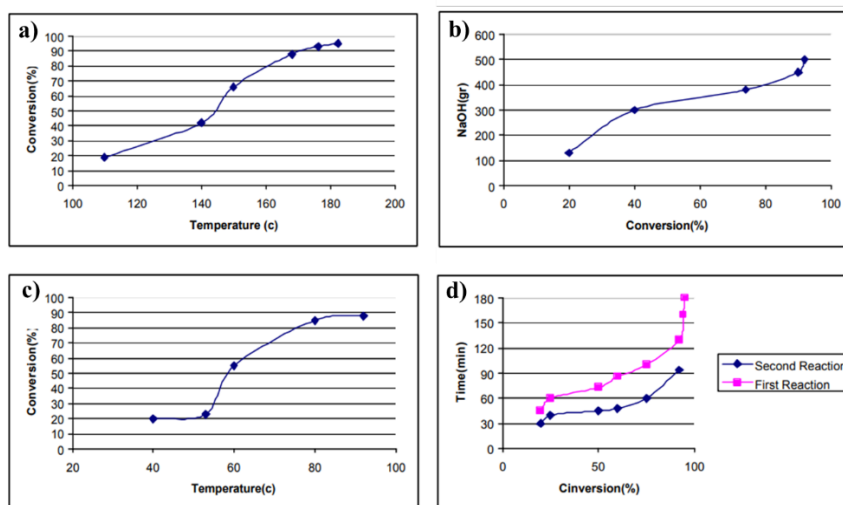 a)
Conversion(%)
100
90
80
70
60
50
40
30
20
10
0
100 120 140 160 180 200
Temperature (c)
b)
NaOH(gr)
600
500
400
300
200
100
0
0 20 40 60 80 100
Conversion(%)
c)
Conversion(%)
100
90
80
70
60
50
40
30
20
10
0
20 40 60 80 100
Temperature(c)
d)
Time(min)
180
150
120
90
60
30
0
0 50 100
Cinversion(%)
Second Reaction
First Reaction